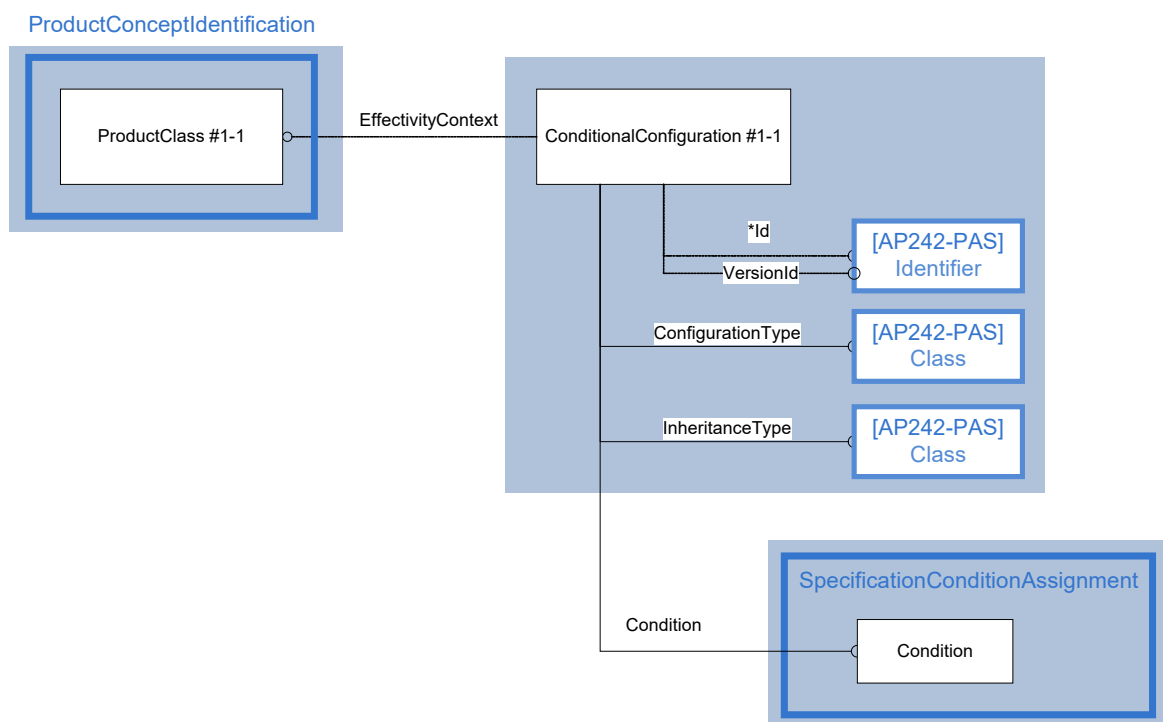 ProductConceptIdentification
ProductClass #1-1
EffectivityContext
ConditionalConfiguration #1-1
*Id
[AP242-PAS]
Identifier
VersionId
ConfigurationType
[AP242-PAS]
Class
InheritanceType
[AP242-PAS]
Class
SpecificationConditionAssignment
Condition
Condition